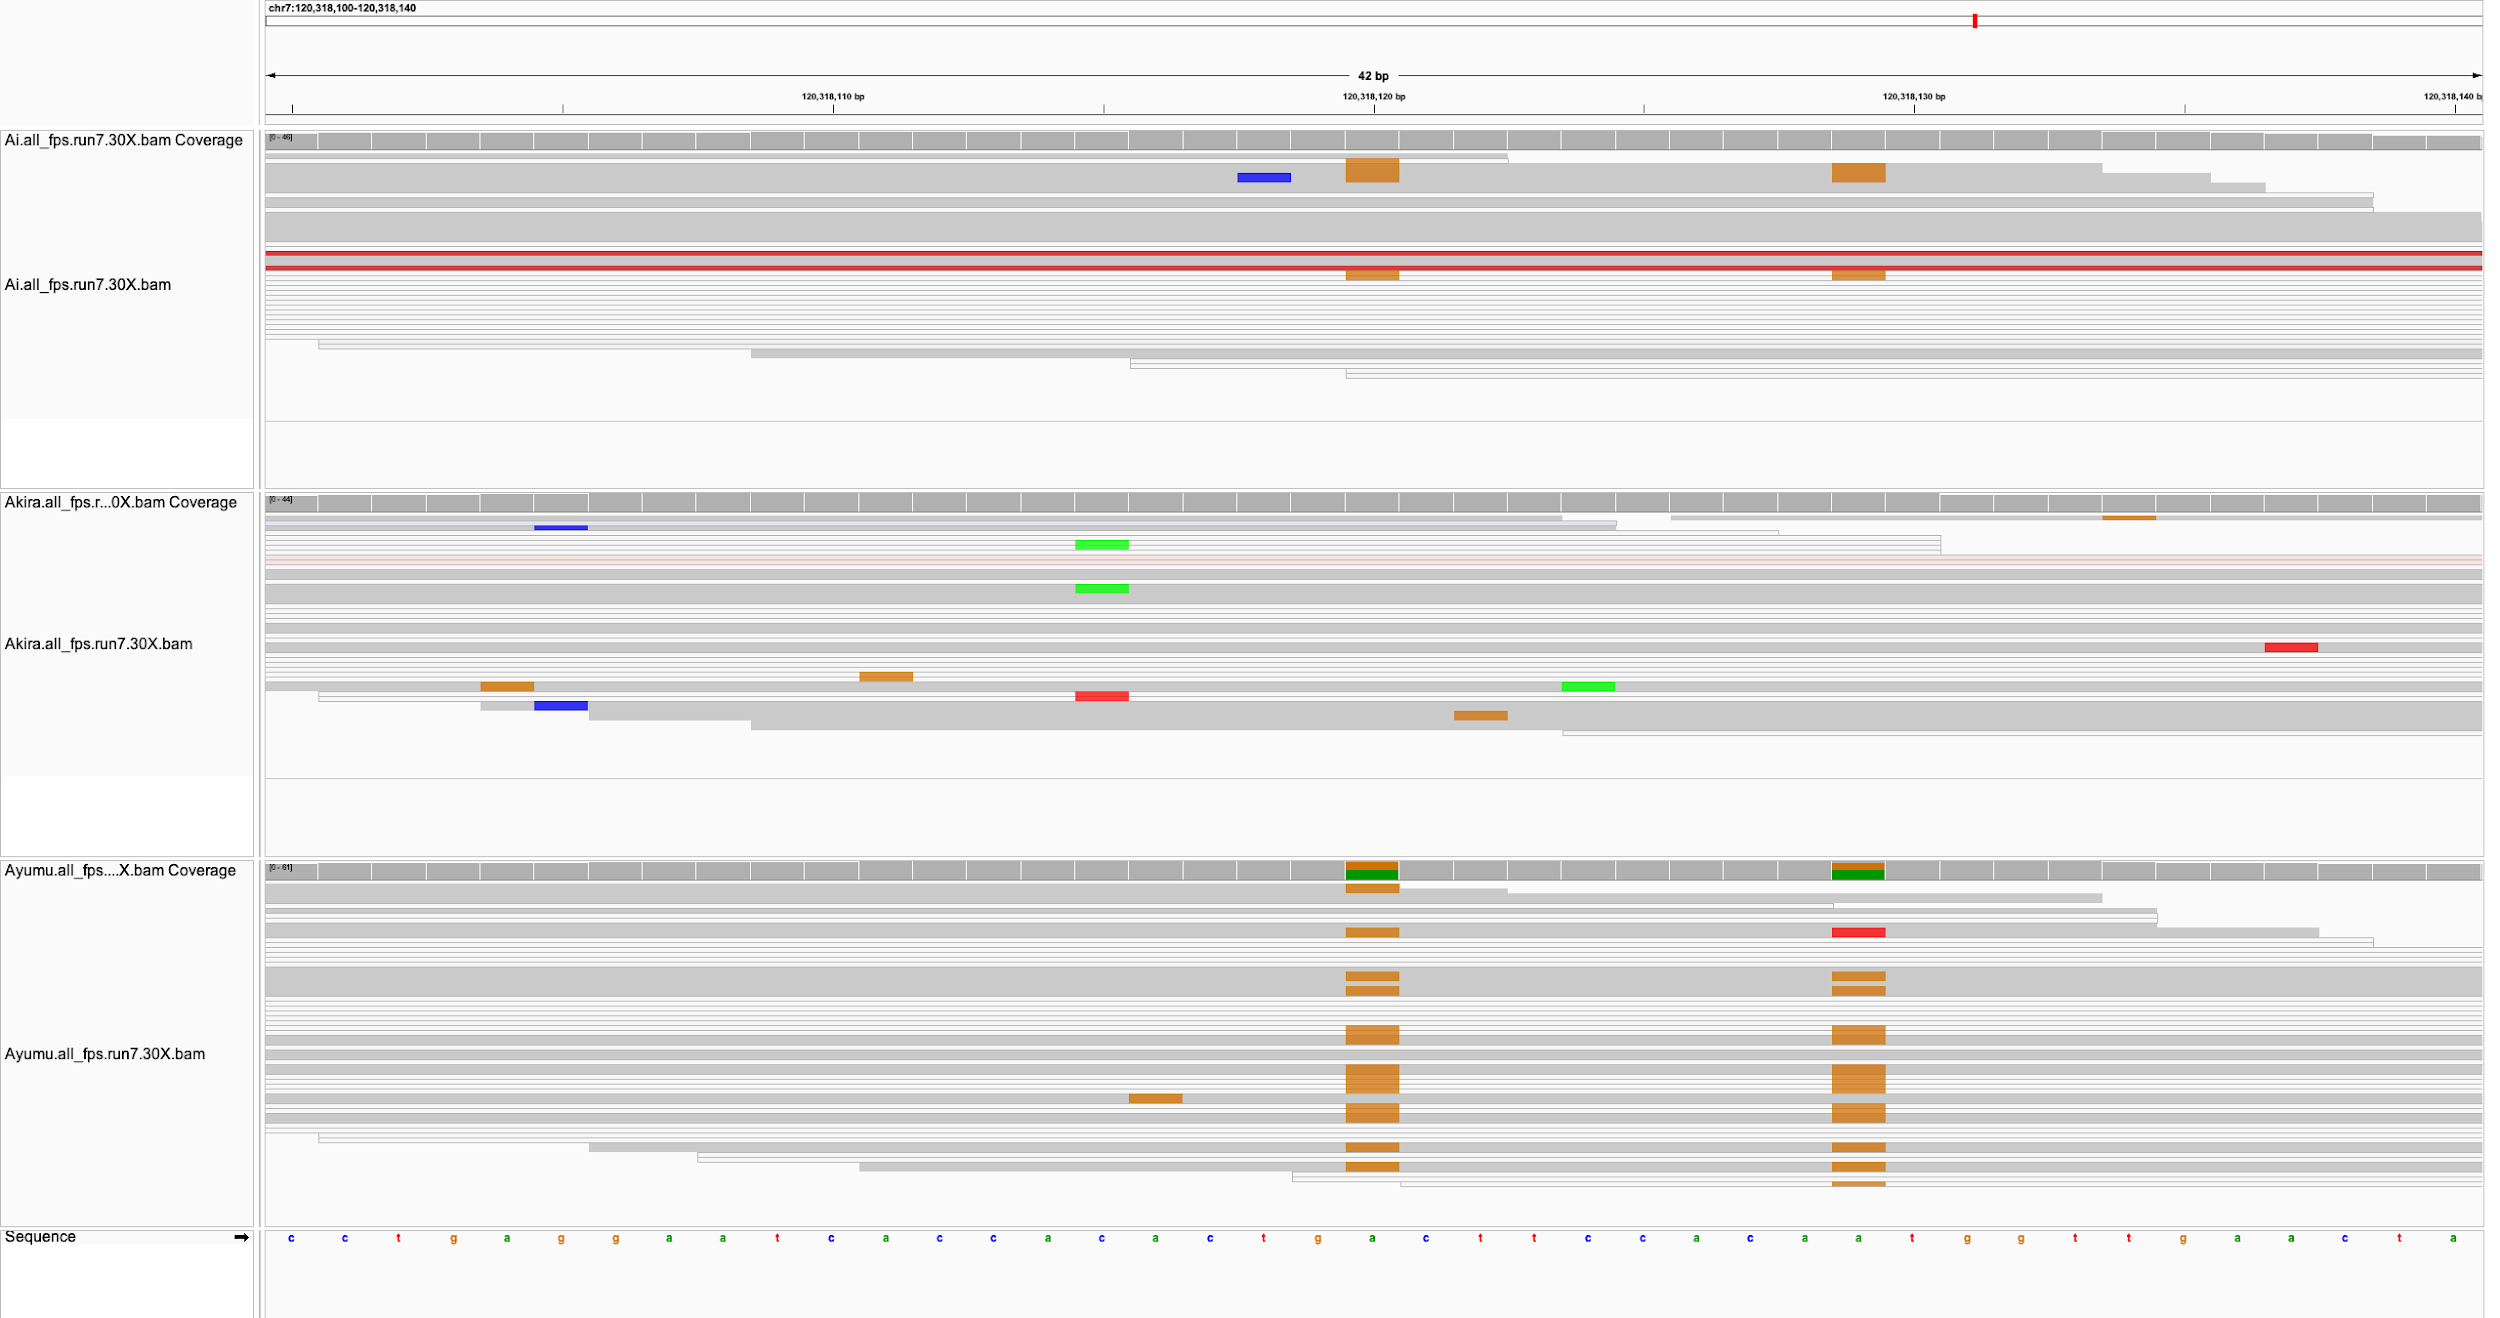 chr7:120,318,100-120,318,140
42 bp
120,318,110 bp 120,318,120 bp 120,318,130 bp 120,318,140 b
Ai.all_fps.run7.30X.bam Coverage
[0 - 46]
Ai.all_fps.run7.30X.bam
Akira.all_fps.r...0X.bam Coverage
[0 - 44]
Akira.all_fps.run7.30X.bam
Ayumu.all_fps....X.bam Coverage
[0 - 61]
Ayumu.all_fps.run7.30X.bam
Sequence c c t g a g g a a t c a c c a c a c t g a c t t c c a c a a t g g t t g a a c t a